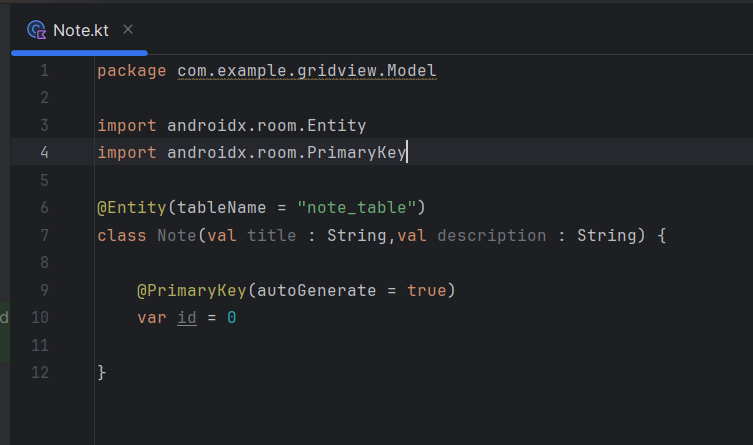 Note.kt
1 package com.example.gridview.Model
2
3 import androidx.room.Entity
4 import androidx.room.PrimaryKey
5
6 @Entity(tableName = "note_table")
7 class Note(val title : String,val description : String) {
8
9 @PrimaryKey(autoGenerate = true)
d
10 var id = 0
11
12 }